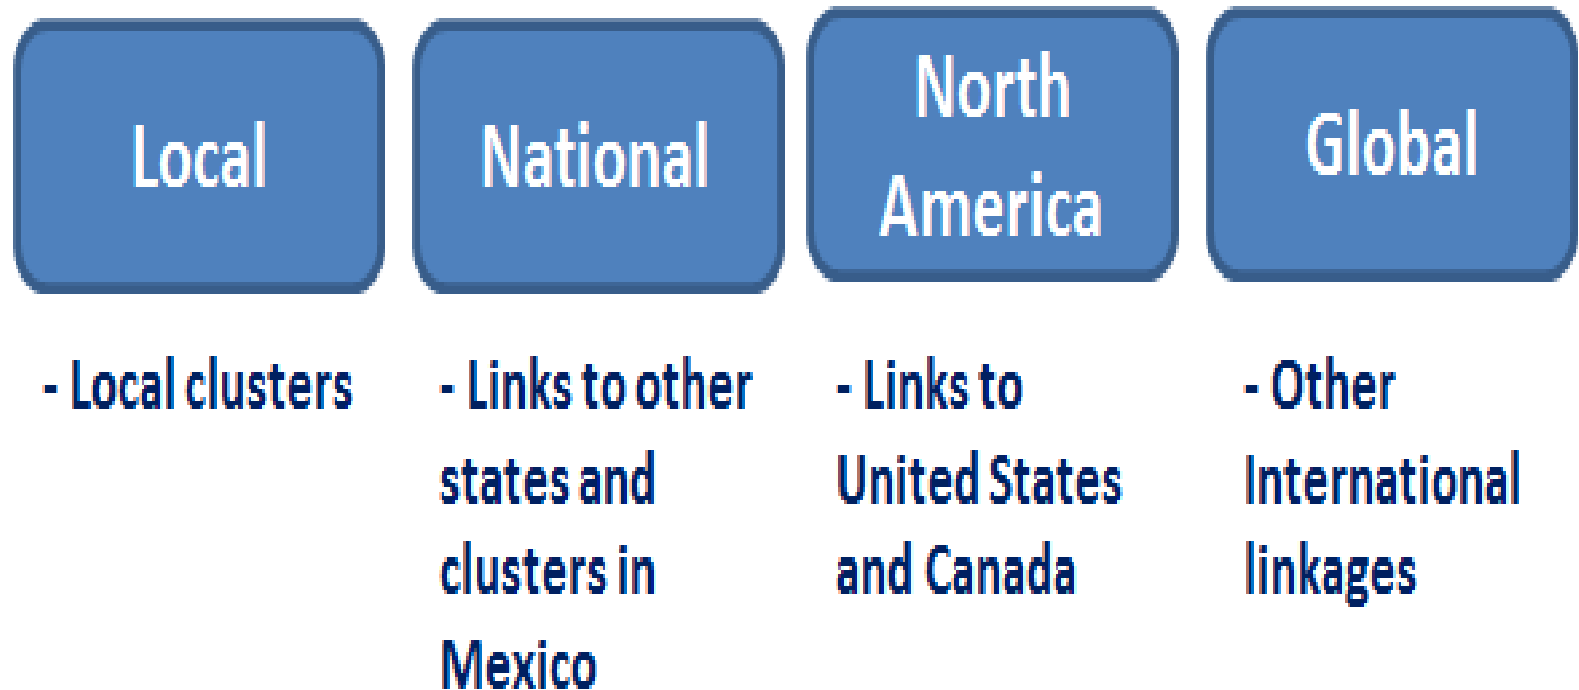 Local
- Local clusters
National
- Links to other
states and
clusters in
Mexico
North
America
- Links to
United States
and Canada
Global
- Other
International
linkages